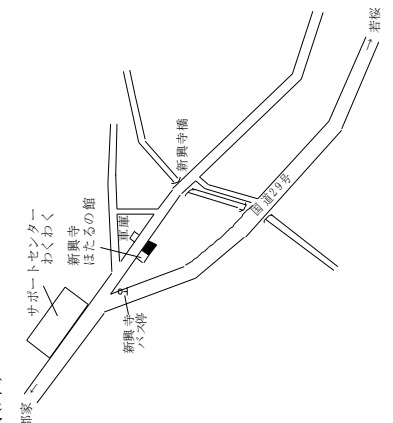 サポートセンター
わくわく
新興寺
ほたるの館
車庫
新興寺橋
国道29号
→ 若桜
新興寺
バス停
郡家 ←